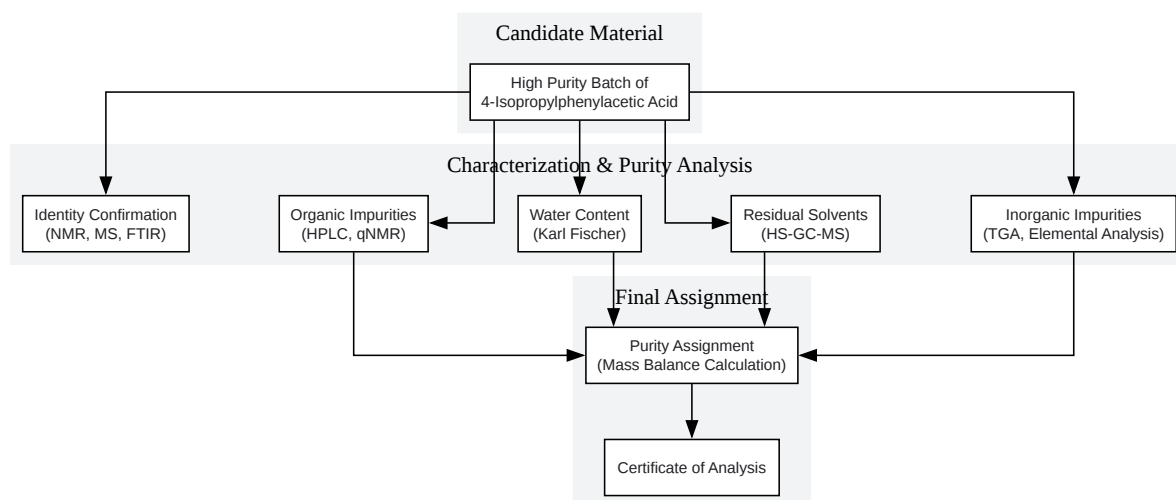 Candidate Material
High Purity Batch of
4-Isopropylphenylacetic Acid
Characterization & Purity Analysis
Identity Confirmation
(NMR, MS, FTIR)
Organic Impurities
(HPLC, qNMR)
Water Content
(Karl Fischer)
Residual Solvents
(HS-GC-MS)
Inorganic Impurities
(TGA, Elemental Analysis)
Final Assignment
Purity Assignment
(Mass Balance Calculation)
Certificate of Analysis